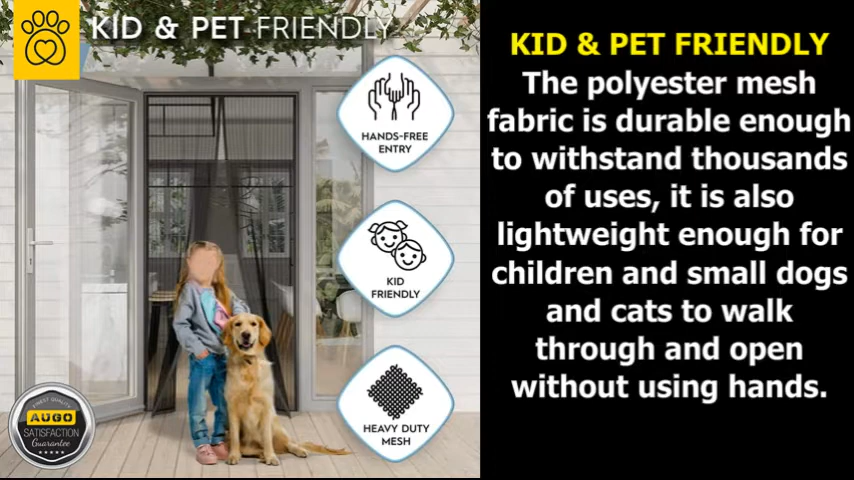 KID & PET FRIENDLY
HANDS-FREE
ENTRY
KID
FRIENDLY
HEAVY DUTY
MESH
FINEST QUALITY
AUGO
SATISFACTION
Guarantee
KID & PET FRIENDLY
The polyester mesh
fabric is durable enough
to withstand thousands
of uses, it is also
lightweight enough for
children and small dogs
and cats to walk
through and open
without using hands.